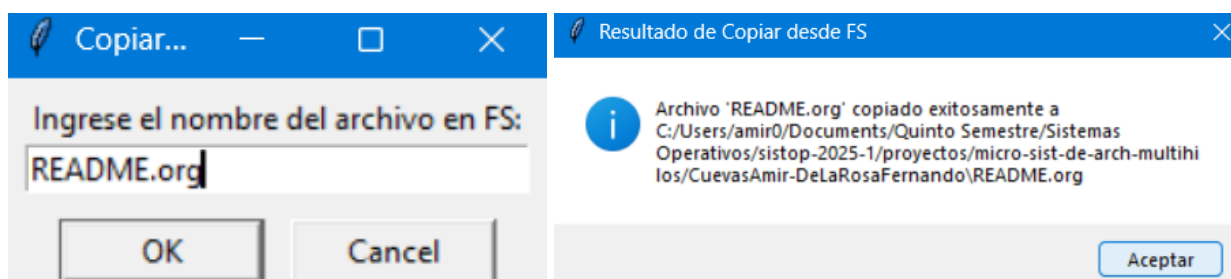 Copiar...
Ingrese el nombre del archivo en FS:
README.org
OK
Cancel
Resultado de Copiar desde FS
Archivo 'README.org' copiado exitosamente a
C:/Users/amir0/Documents/Quinto Semestre/Sistemas
Operativos/sistop-2025-1/proyectos/micro-sist-de-arch-multihi
los/CuevasAmir-DeLaRosaFernando\README.org
Aceptar